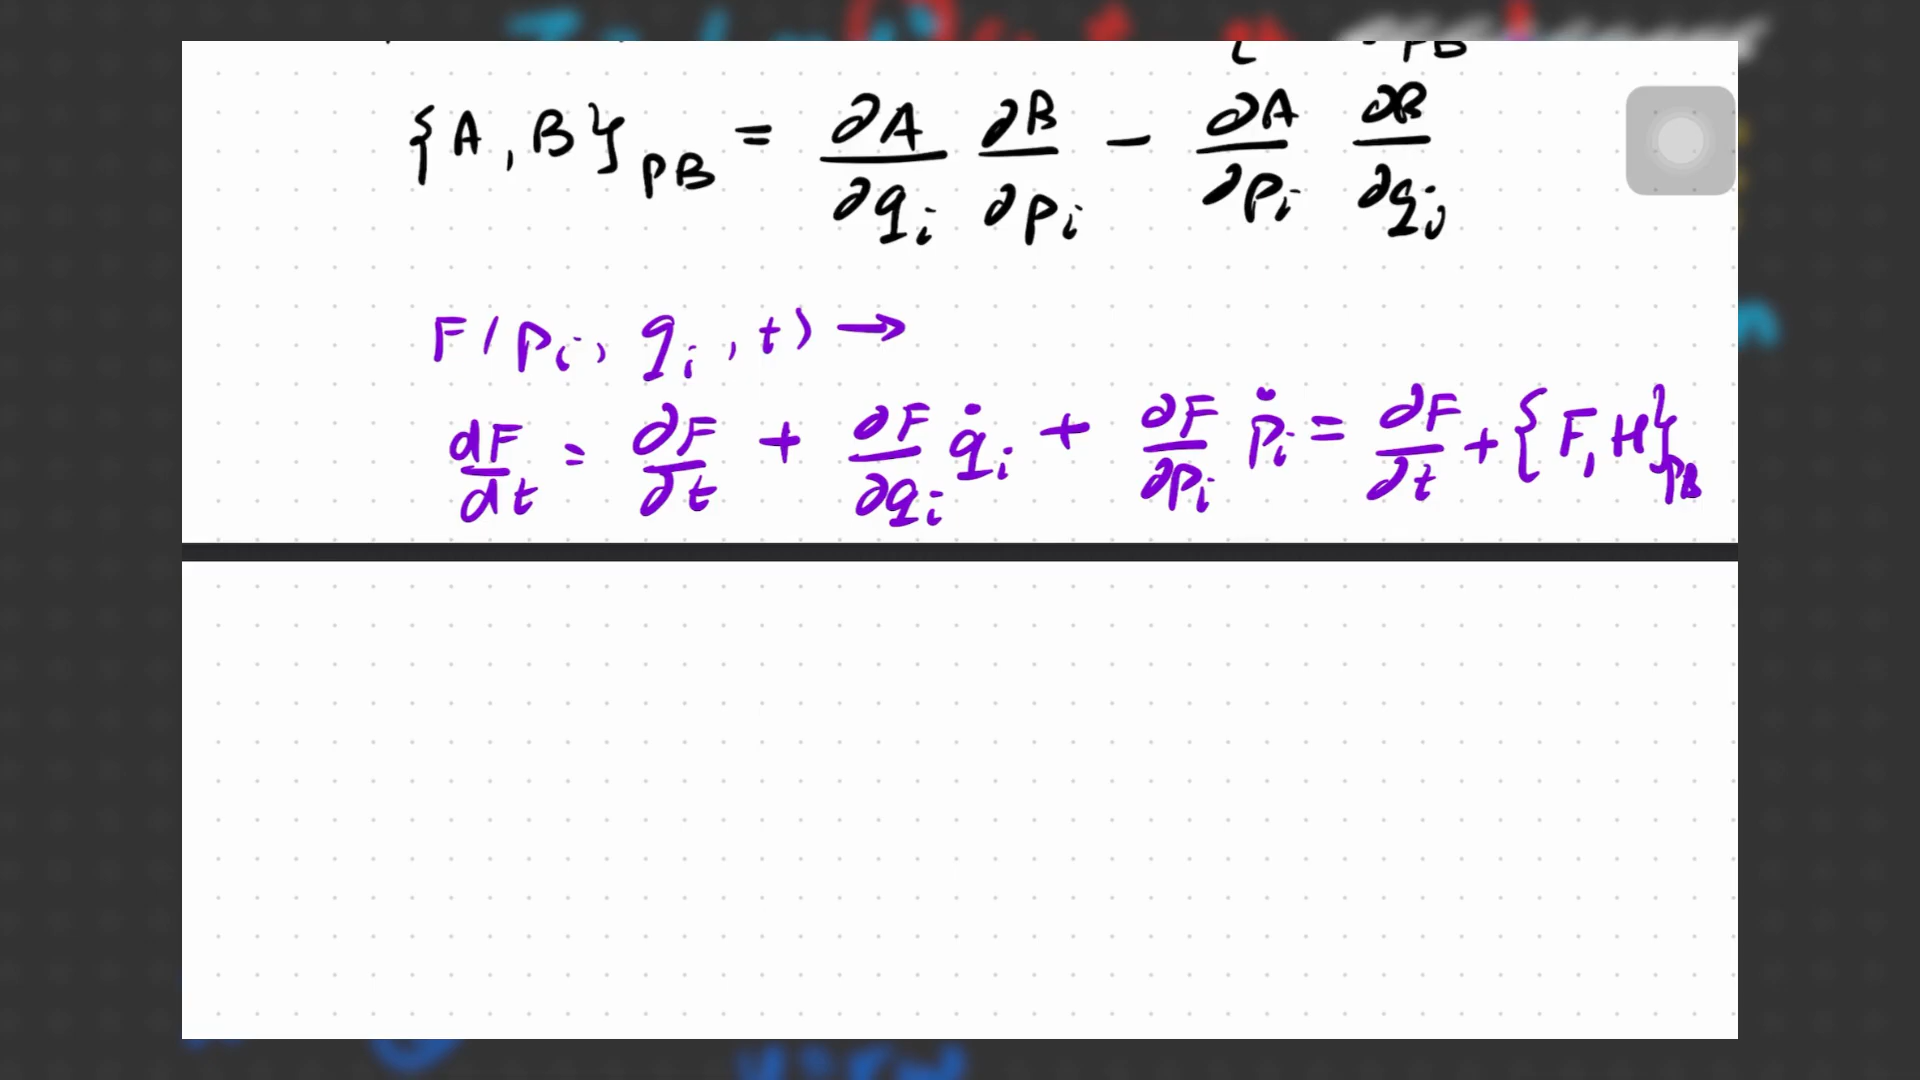 {A, B}_PB = ∂A/∂q_i ∂B/∂p_i − ∂A/∂p_i ∂B/∂q_i
F(p_i, q_i, t) →
dF/dt = ∂F/∂t + ∂F/∂q_i q̇_i + ∂F/∂p_i ṗ_i = ∂F/∂t + {F, H}_PB